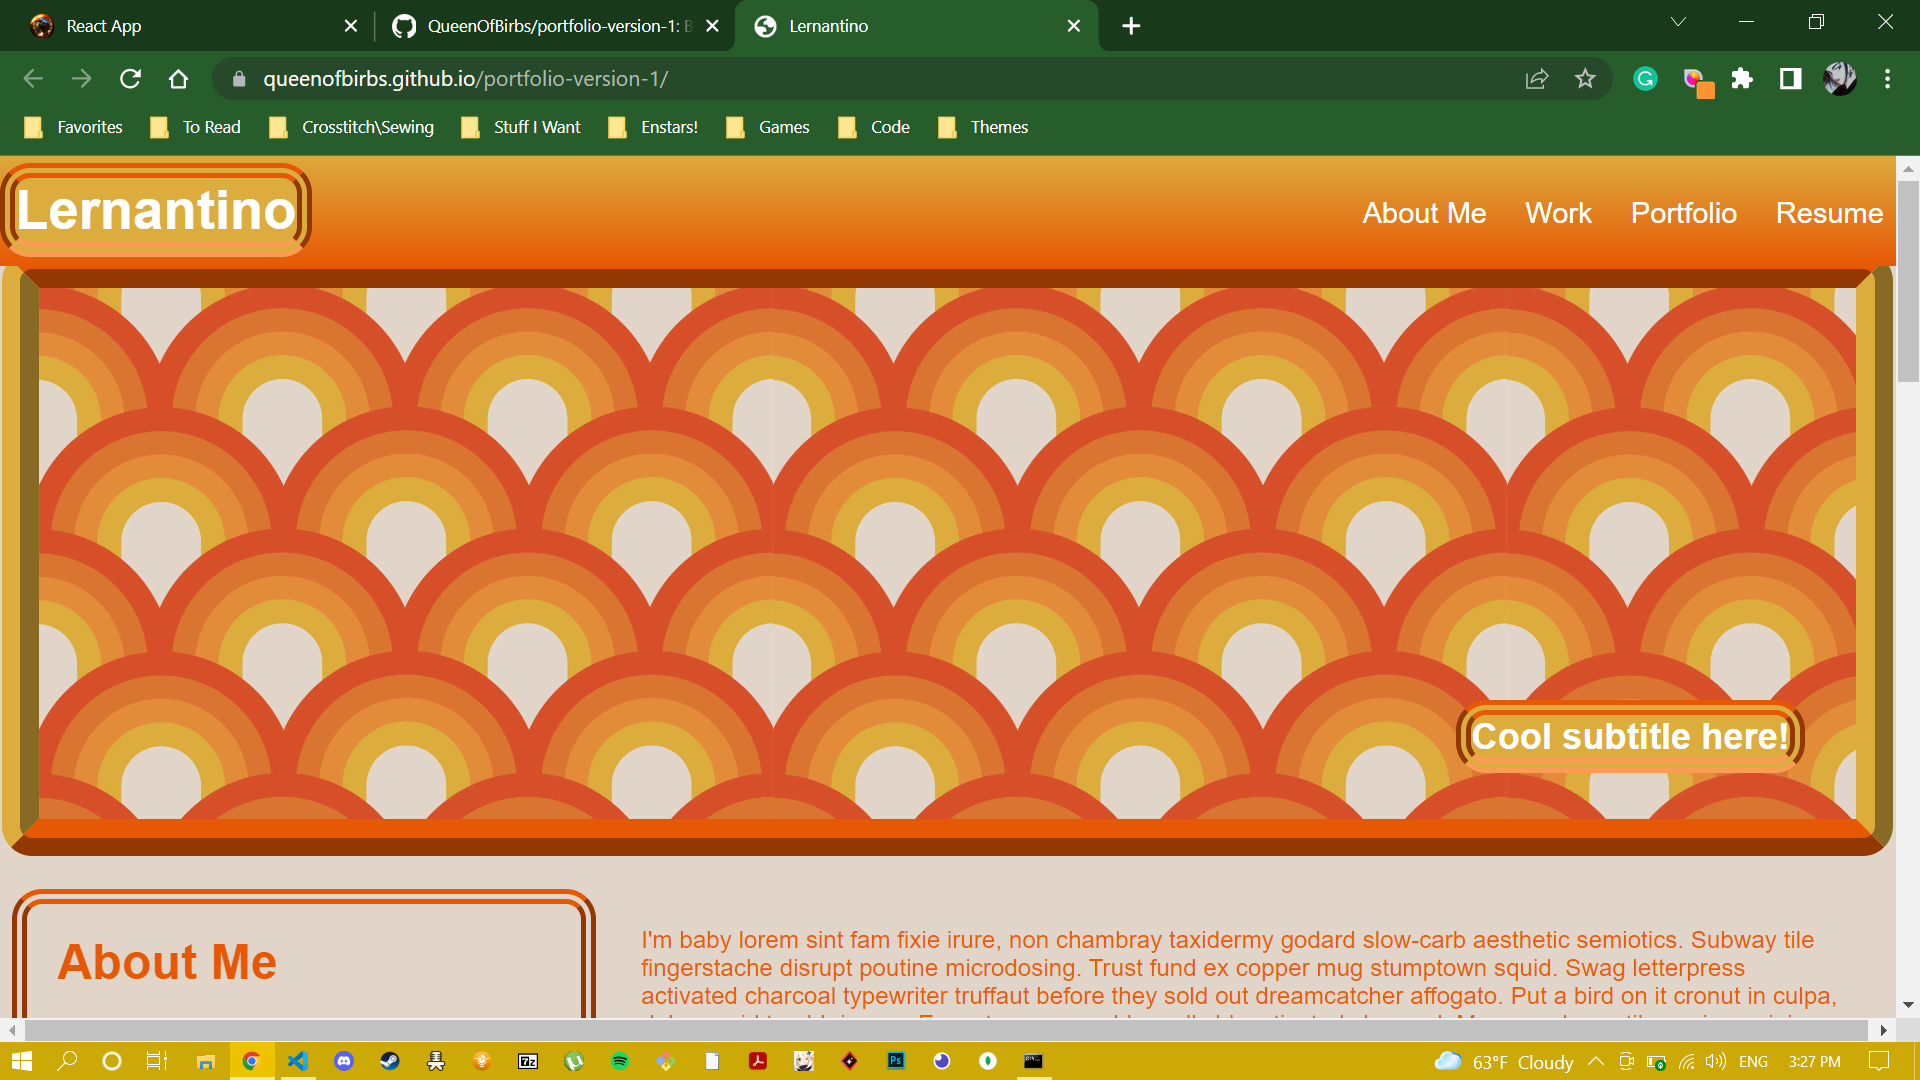 React App
QueenOfBirbs/portfolio-version-1: B
Lernantino
queenofbirbs.github.io/portfolio-version-1/
Favorites
To Read
Crosstitch\Sewing
Stuff I Want
Enstars!
Games
Code
Themes
Lernantino
About Me
Work
Portfolio
Resume
Cool subtitle here!
About Me
I'm baby lorem sint fam fixie irure, non chambray taxidermy godard slow-carb aesthetic semiotics. Subway tile
fingerstache disrupt poutine microdosing. Trust fund ex copper mug stumptown squid. Swag letterpress
activated charcoal typewriter truffaut before they sold out dreamcatcher affogato. Put a bird on it cronut in culpa,
7z
Ps
63°F Cloudy
ENG
3:27 PM